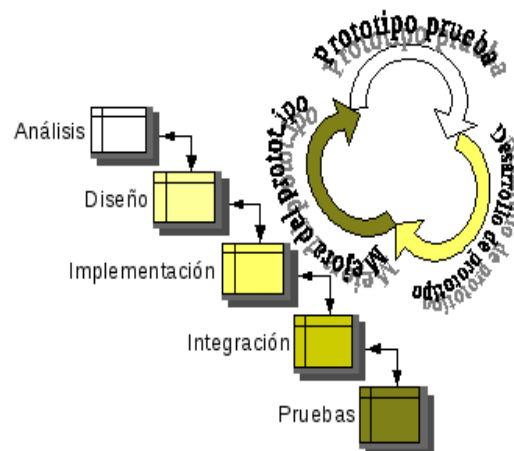 Prototipo prueba
Desarrollo de prototipo
Mejora del prototipo
Análisis
Diseño
Implementación
Integración
Pruebas